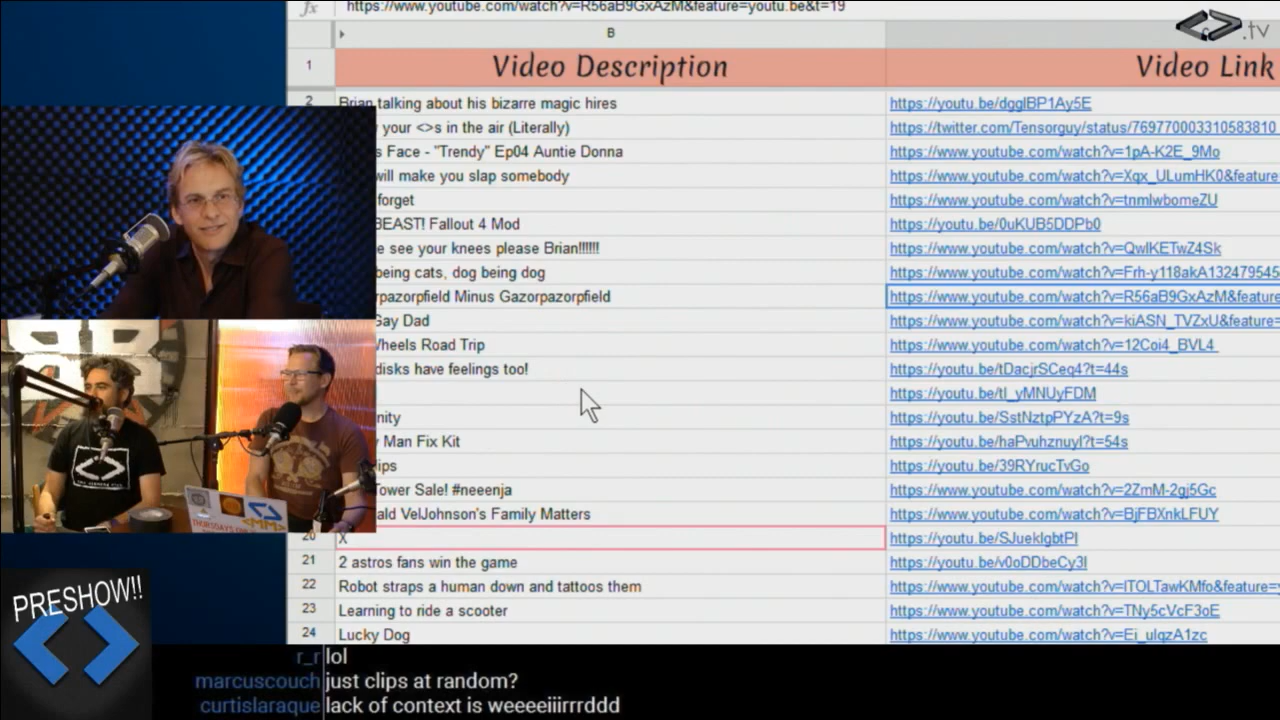 https://www.youtube.com/watch?v=R56aB9GxAzM&feature=youtu.be&t=19
.tv
B
1 Video Description Video Link
2 Brian talking about his bizarre magic hires https://youtu.be/dgglBP1Ay5E
your <>s in the air (Literally) https://twitter.com/Tensorguy/status/769770003310583810
s Face - "Trendy" Ep04 Auntie Donna https://www.youtube.com/watch?v=1pA-K2E_9Mo
will make you slap somebody https://www.youtube.com/watch?v=Xqx_ULumHK0&feature
forget https://www.youtube.com/watch?v=tnmlwbomeZU
BEAST! Fallout 4 Mod https://youtu.be/0uKUB5DDPb0
e see your knees please Brian!!!!!! https://www.youtube.com/watch?v=QwlKETwZ4Sk
being cats, dog being dog https://www.youtube.com/watch?v=Frh-y118akA132479545
rpazorpfield Minus Gazorpazorpfield https://www.youtube.com/watch?v=R56aB9GxAzM&feature
Gay Dad https://www.youtube.com/watch?v=kiASN_TVZxU&feature=
Wheels Road Trip https://www.youtube.com/watch?v=12Coi4_BVL4
disks have feelings too! https://youtu.be/tDacjrSCeq4?t=44s
https://youtu.be/tl_yMNUyFDM
nity https://youtu.be/SstNztpPYzA?t=9s
Man Fix Kit https://youtu.be/haPvuhznuyI?t=54s
ips https://youtu.be/39RYrucTvGo
Tower Sale! #neeenja https://youtu.be/2ZmM-2gj5Gc
ald VelJohnson's Family Matters https://youtu.be/BjFBXnkLFUY
20 X https://youtu.be/SJueklgbtPI
21 2 astros fans win the game https://youtu.be/v0oDDbeCy3I
22 Robot straps a human down and tattoos them https://www.youtube.com/watch?v=ITOLTawKMfo&feature=
23 Learning to ride a scooter https://www.youtube.com/watch?v=TNy5cVcF3oE
24 Lucky Dog https://www.youtube.com/watch?v=Ei_ulqzA1zc
PRESHOW!!
r_r lol
marcuscouch just clips at random?
curtislaraque lack of context is weeeeiiirrrddd